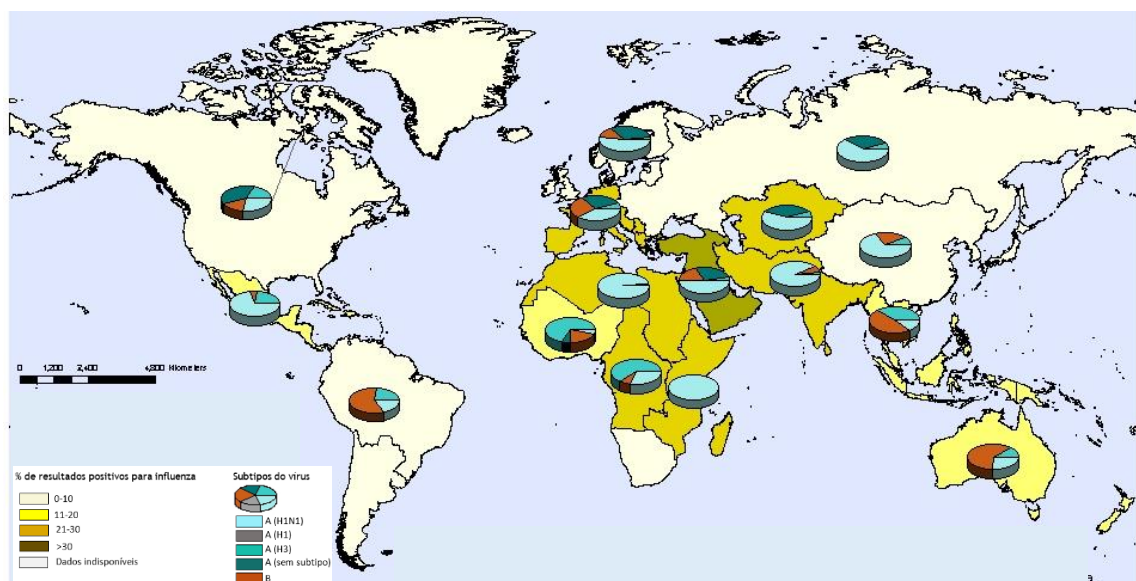 0 1,200 2,400 4,800 Kilometers
% de resultados positivos para influenza
0-10
11-20
21-30
>30
Dados indisponíveis
Subtipos do vírus
A (H1N1)
A (H1)
A (H3)
A (sem subtipo)
B